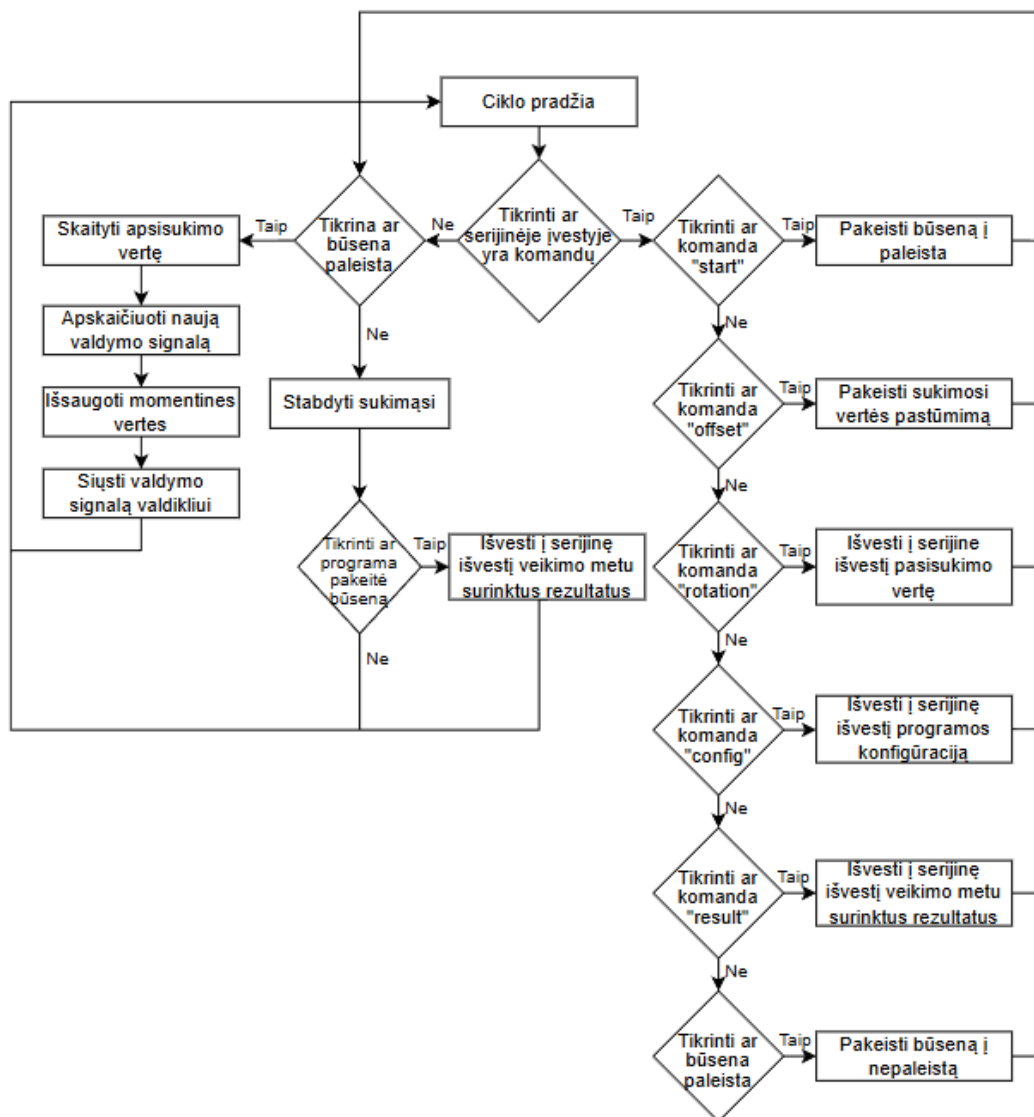 Ciklo pradžia
Tikrina ar
būsena
paleista
Ne
Tikrinti ar
serijinėje įvestyje
yra komandų
Taip
Tikrinti ar
komanda
"start"
Taip
Pakeisti būseną į
paleista
Taip
Skaityti apsisukimo
vertę
Apskaičiuoti naują
valdymo signalą
Išsaugoti momentines
vertes
Siųsti valdymo
signalą valdikliui
Ne
Stabdyti sukimąsi
Tikrinti ar
programa
pakeitė
būseną
Taip
Išvesti į serijinę
išvestį veikimo metu
surinktus rezultatus
Ne
Ne
Tikrinti ar
komanda
"offset"
Taip
Pakeisti sukimosi
vertės pastūmimą
Ne
Tikrinti ar
komanda
"rotation"
Taip
Išvesti į serijine
išvestį pasisukimo
vertę
Ne
Tikrinti ar
komanda
"config"
Taip
Išvesti į serijinę
išvestį programos
konfigūraciją
Ne
Tikrinti ar
komanda
"result"
Taip
Išvesti į serijinę
išvestį veikimo metu
surinktus rezultatus
Ne
Tikrinti ar
būsena
paleista
Taip
Pakeisti būseną į
nepaleistą